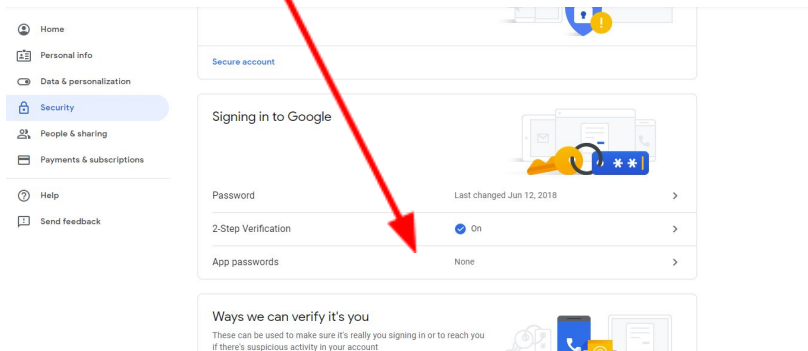 Home
Personal info
Data & personalization
Security
People & sharing
Payments & subscriptions
Help
Send feedback
Secure account
Signing in to Google
**
Password Last changed Jun 12, 2018
2-Step Verification On
App passwords None
Ways we can verify it's you
These can be used to make sure it's really you signing in or to reach you
if there's suspicious activity in your account